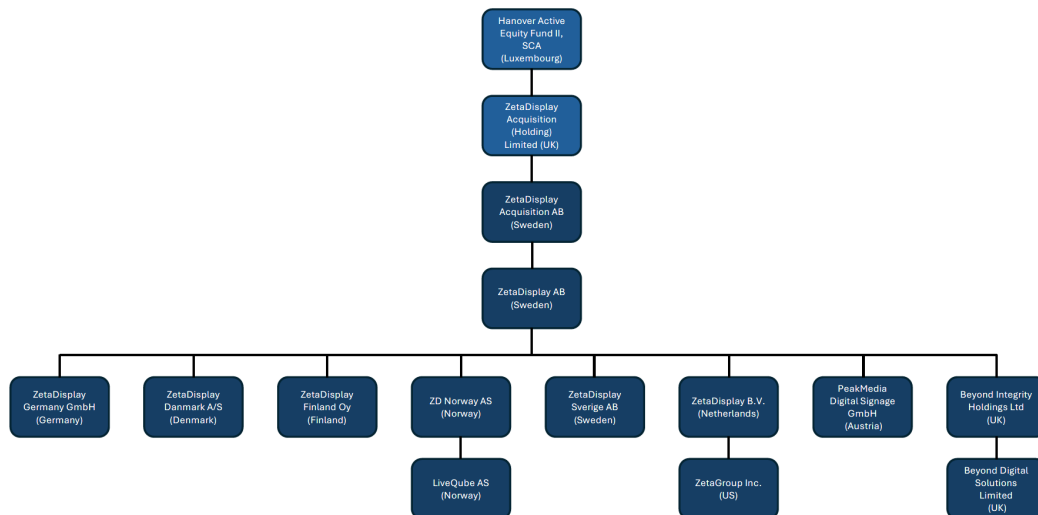 Hanover Active
Equity Fund II,
SCA
(Luxembourg)
ZetaDisplay
Acquisition
(Holding)
Limited (UK)
ZetaDisplay
Acquisition AB
(Sweden)
ZetaDisplay AB
(Sweden)
ZetaDisplay
Germany GmbH
(Germany)
ZetaDisplay
Danmark A/S
(Denmark)
ZetaDisplay
Finland Oy
(Finland)
ZD Norway AS
(Norway)
ZetaDisplay
Sverige AB
(Sweden)
ZetaDisplay B.V.
(Netherlands)
PeakMedia
Digital Signage
GmbH
(Austria)
Beyond Integrity
Holdings Ltd
(UK)
LiveQube AS
(Norway)
ZetaGroup Inc.
(US)
Beyond Digital
Solutions
Limited
(UK)